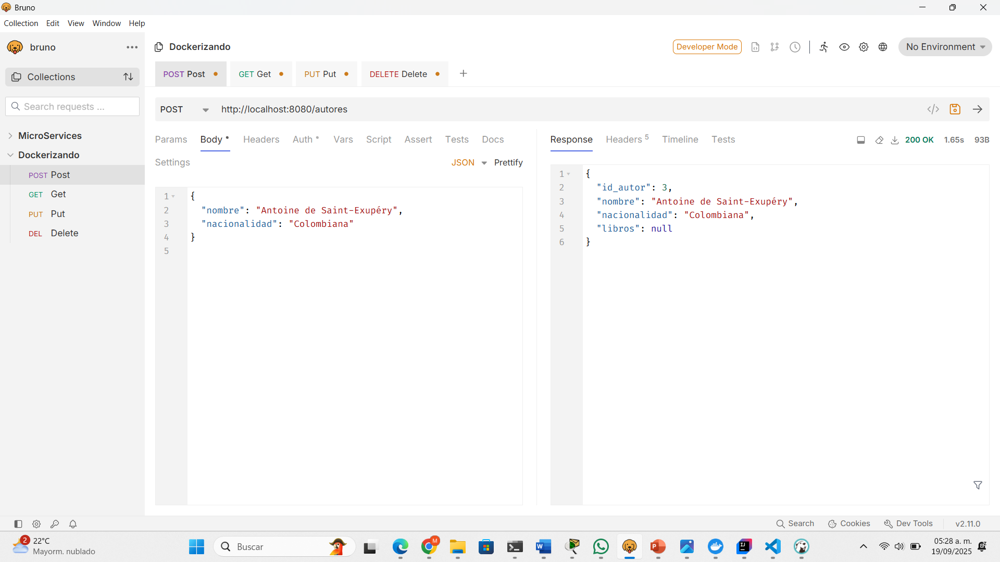 Bruno
Collection Edit View Window Help
bruno
Dockerizando
Developer Mode
No Environment
Collections
POST Post
GET Get
PUT Put
DELETE Delete
Search requests ...
POST http://localhost:8080/autores
MicroServices
Dockerizando
POST Post
GET Get
PUT Put
DEL Delete
Params Body Headers Auth Vars Script Assert Tests Docs
Settings
JSON Prettify
1 {
2 "nombre": "Antoine de Saint-Exupéry",
3 "nacionalidad": "Colombiana"
4 }
5
Response Headers 5 Timeline Tests
200 OK 1.65s 93B
1 {
2 "id_autor": 3,
3 "nombre": "Antoine de Saint-Exupéry",
4 "nacionalidad": "Colombiana",
5 "libros": null
6 }
Search Cookies Dev Tools v2.11.0
2
22°C
Mayorm. nublado
Buscar
M
W
P
IJ
05:28 a. m.
19/09/2025